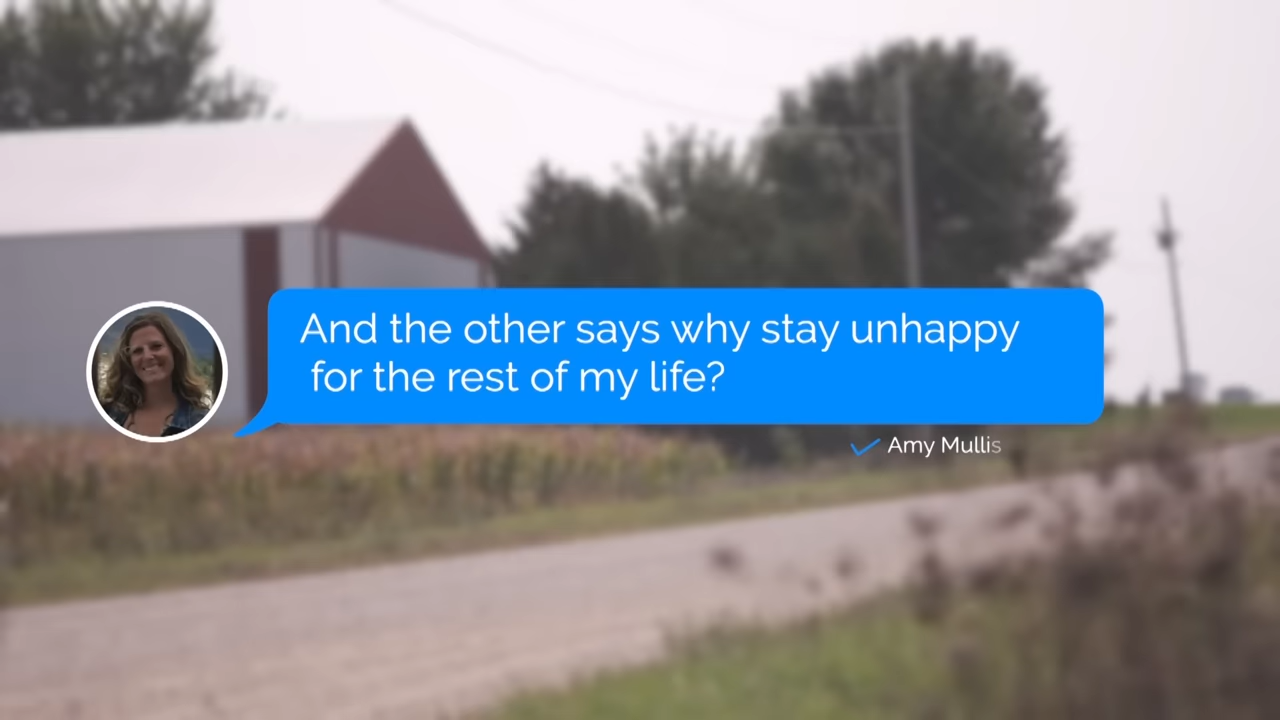 And the other says why stay unhappy
for the rest of my life?
Amy Mullis